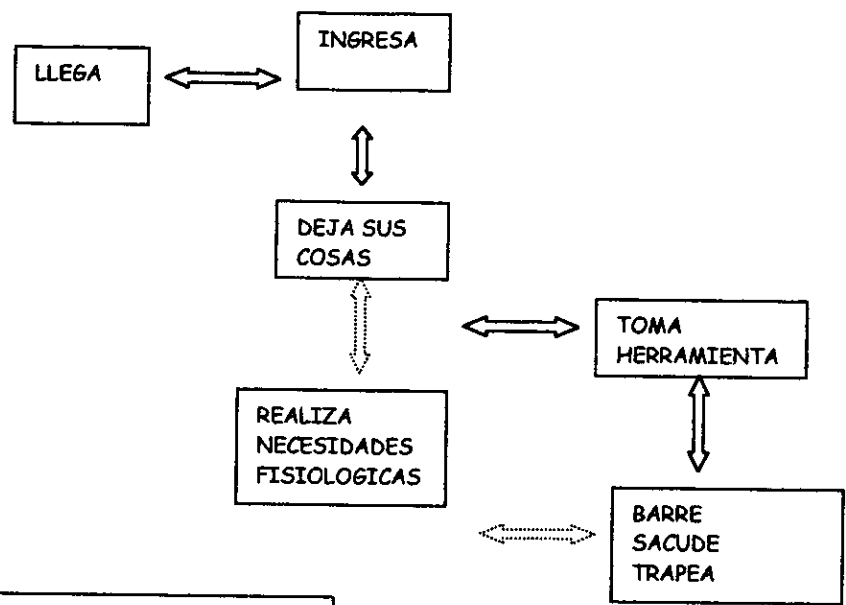 LLEGA
INGRESA
DEJA SUS
COSAS
TOMA
HERRAMIENTA
REALIZA
NECESIDADES
FISIOLOGICAS
BARRE
SACUDE
TRAPEA